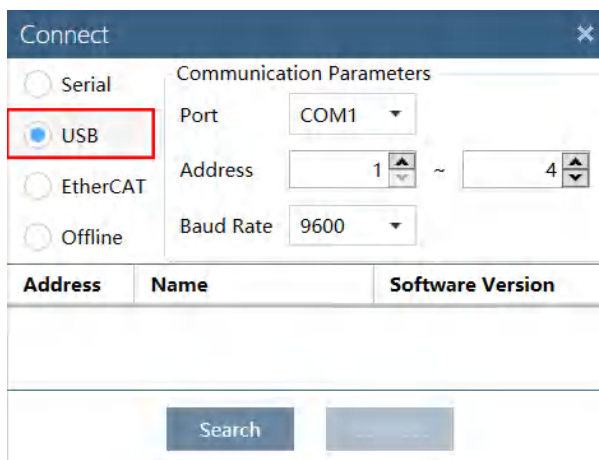 Connect
Serial
USB
EtherCAT
Offline
Communication Parameters
Port COM1
Address 1 ~ 4
Baud Rate 9600
Address Name Software Version
Search